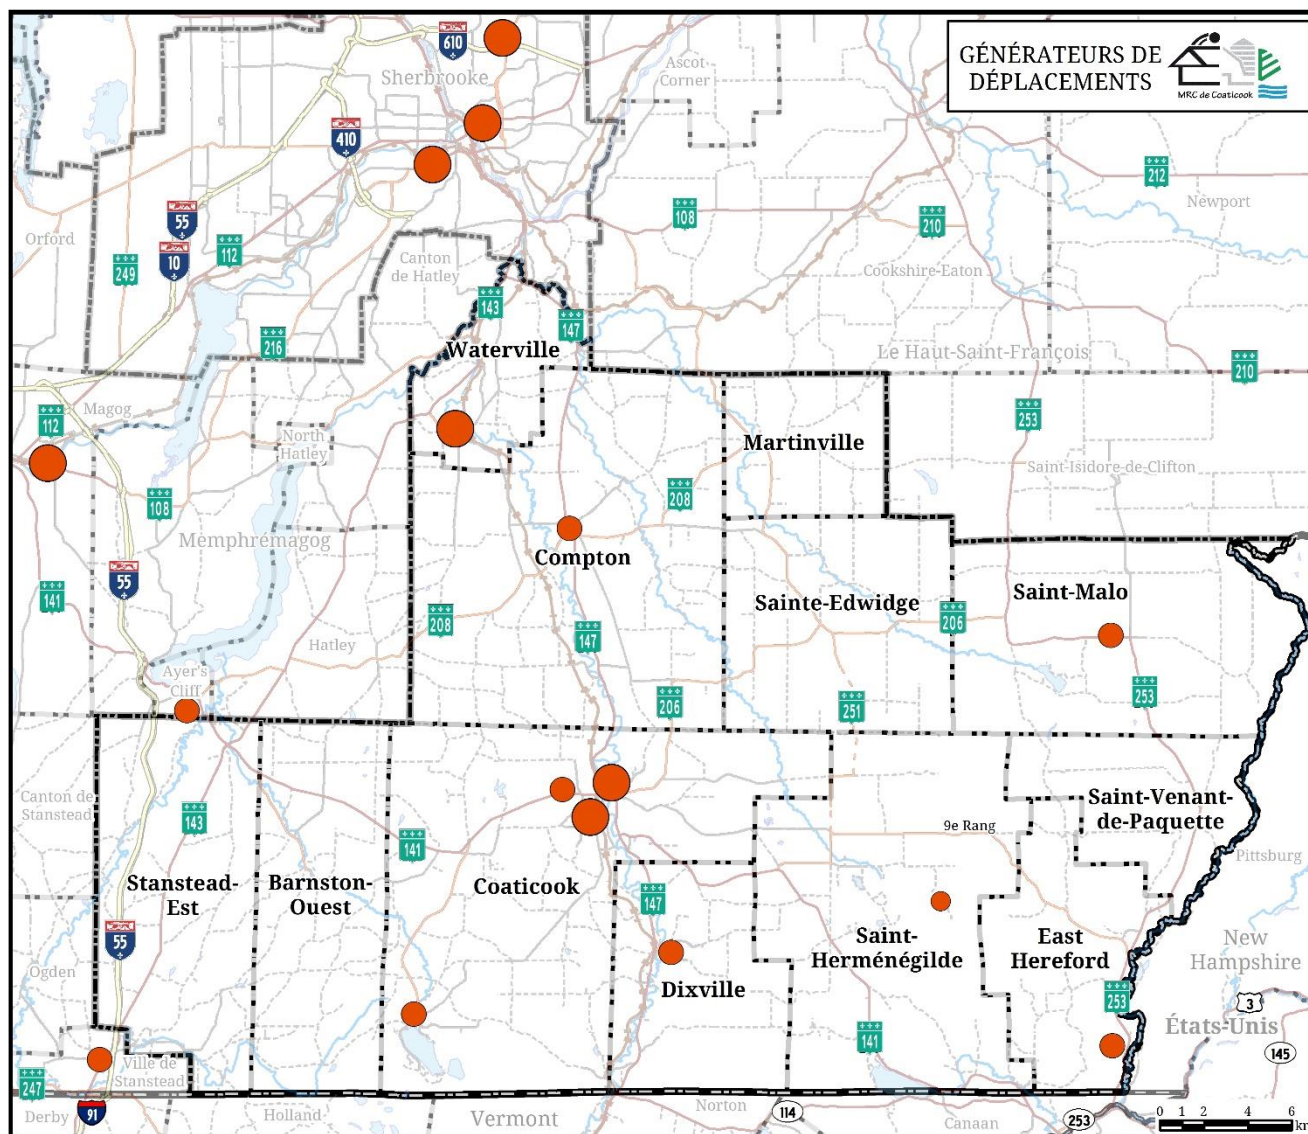 GÉNÉRATEURS DE
DÉPLACEMENTS
MRC de Coaticook
610
Sherbrooke
Ascot
Corner
410
212
Newport
55
108
210
Orford
112
Canton
de Hatley
249
10
Cookshire-Eaton
143
147
216
Waterville
Le Haut-Saint-François
210
Magog
112
253
North
Hatley
Martinville
Saint-Isidore-de-Clifton
108
208
Memphrémagog
Compton
55
141
Saint-Malo
Sainte-Edwidge
208
206
147
Hatley
Ayer's
Cliff
206
251
253
Canton de
Stanstead
143
Saint-Venant-
de-Paquette
9e Rang
141
Pittsburg
Stanstead-
Est
Barnston-
Ouest
Coaticook
147
55
Saint-
Herménégilde
East
Hereford
New
Hampshire
Ogden
Dixville
253
3
États-Unis
141
145
Ville de
Stanstead
247
91
Derby
Holland
Vermont
Norton
114
253
Canaan
0 1 2 4 6
km